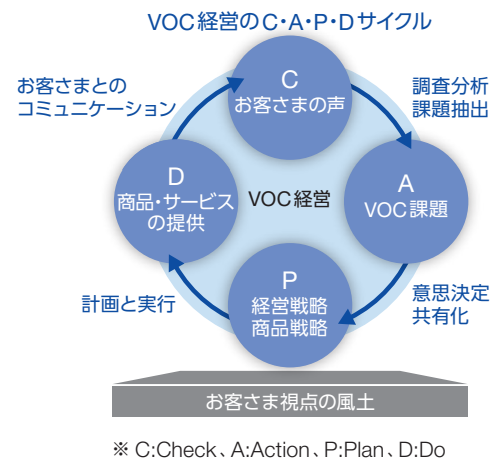 VOC経営のC・A・P・Dサイクル
C
お客さまの声
お客さまとの
コミュニケーション
調査分析
課題抽出
D
商品・サービス
の提供
VOC経営
A
VOC課題
P
経営戦略
商品戦略
計画と実行
意思決定
共有化
お客さま視点の風土
※ C:Check、A:Action、P:Plan、D:Do